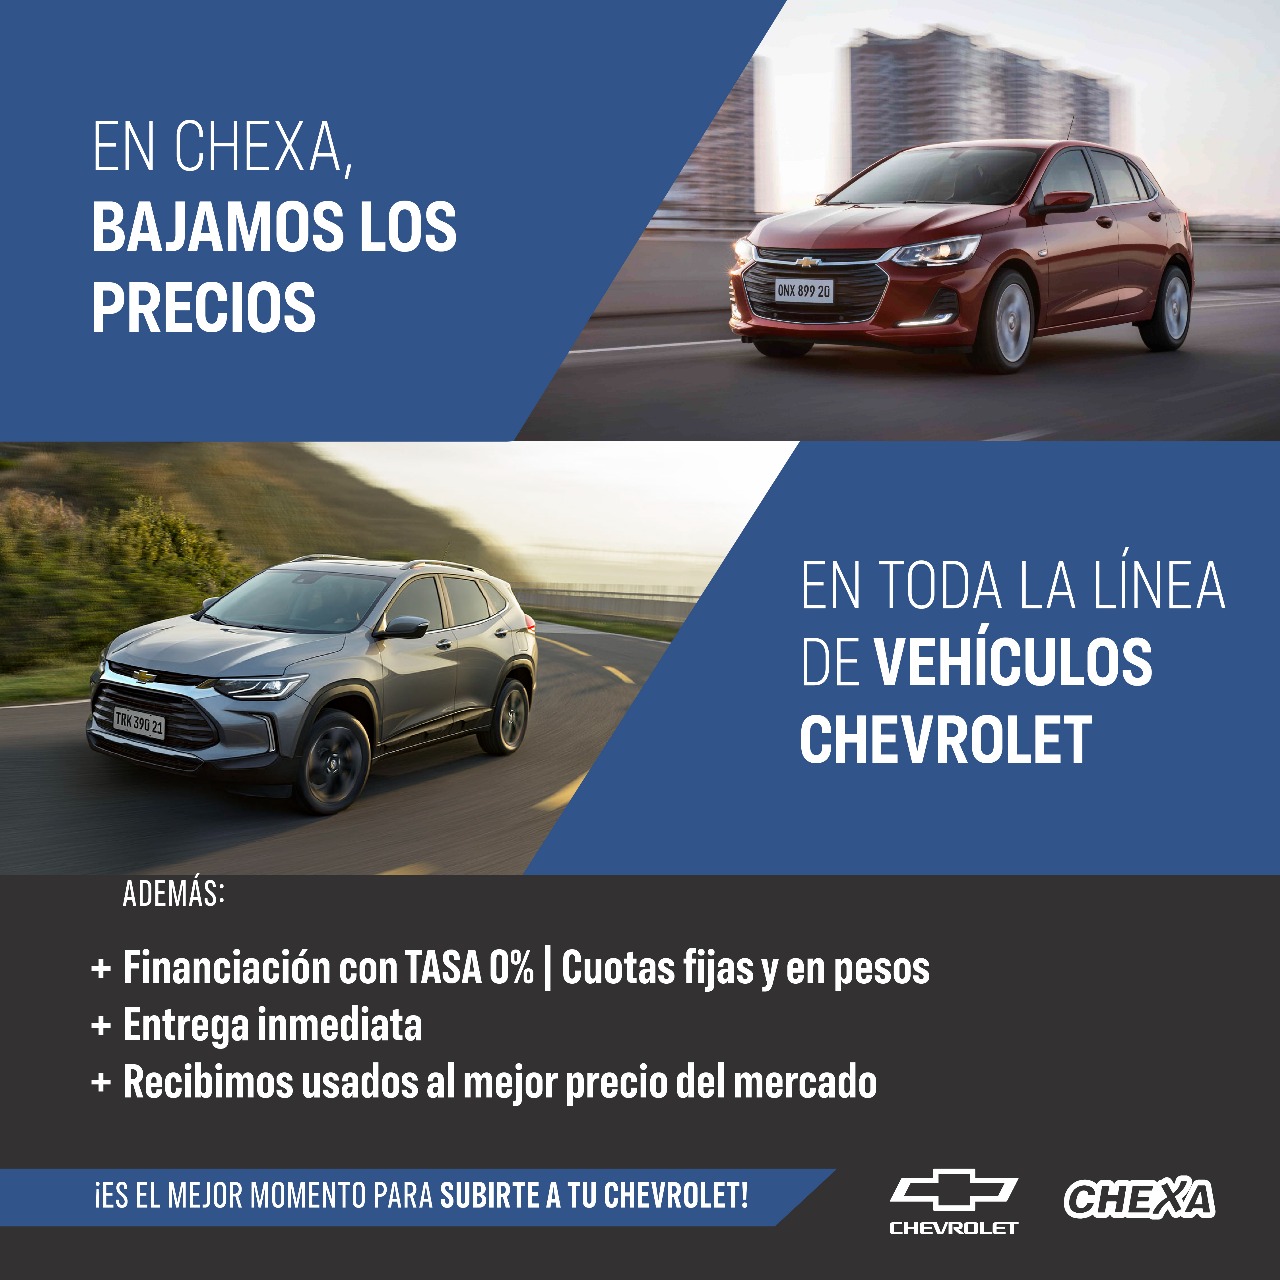 EN CHEXA,
BAJAMOS LOS
PRECIOS
ONX 899 20
EN TODA LA LÍNEA
DE VEHÍCULOS
CHEVROLET
TRK 390 21
ADEMÁS:
+ Financiación con TASA 0% | Cuotas fijas y en pesos
+ Entrega inmediata
+ Recibimos usados al mejor precio del mercado
¡ES EL MEJOR MOMENTO PARA SUBIRTE A TU CHEVROLET!
CHEVROLET
CHEXA